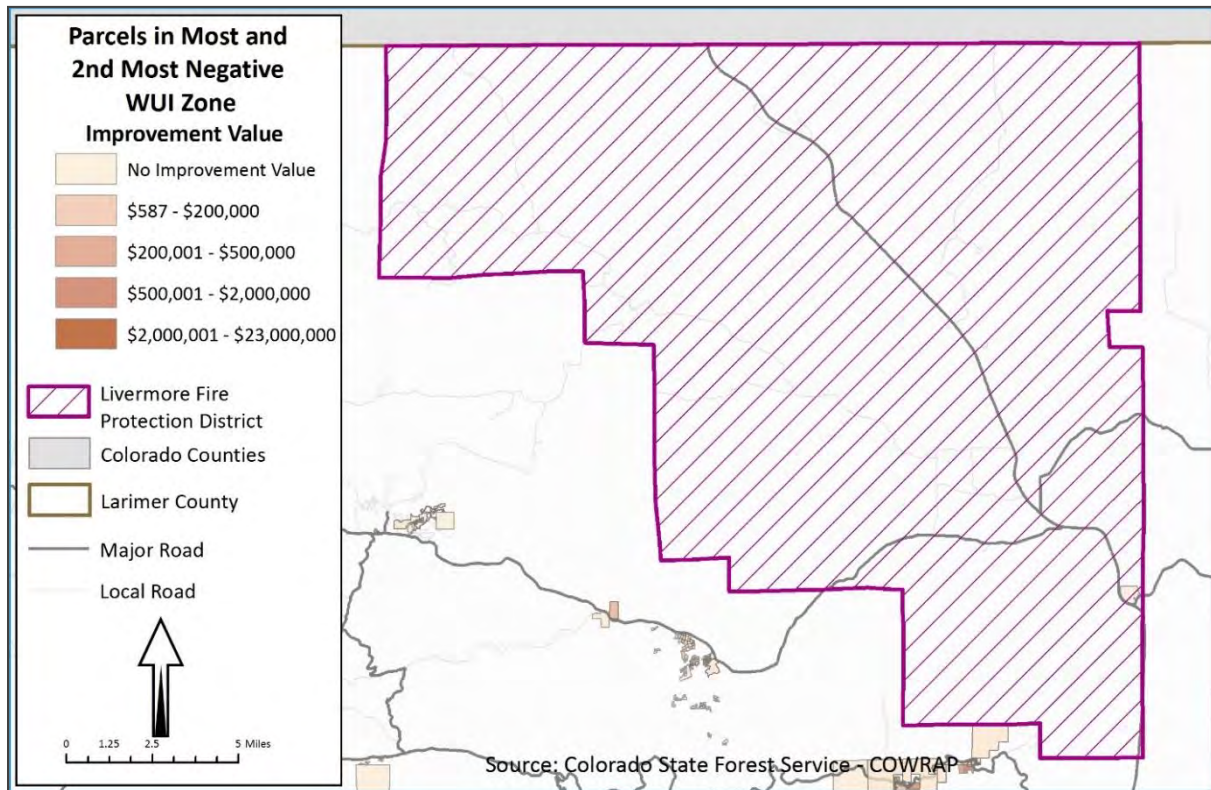 Parcels in Most and
2nd Most Negative
WUI Zone
Improvement Value
No Improvement Value
$587 - $200,000
$200,001 - $500,000
$500,001 - $2,000,000
$2,000,001 - $23,000,000
Livermore Fire
Protection District
Colorado Counties
Larimer County
Major Road
Local Road
0 1.25 2.5 5 Miles
Source: Colorado State Forest Service - COWRAP